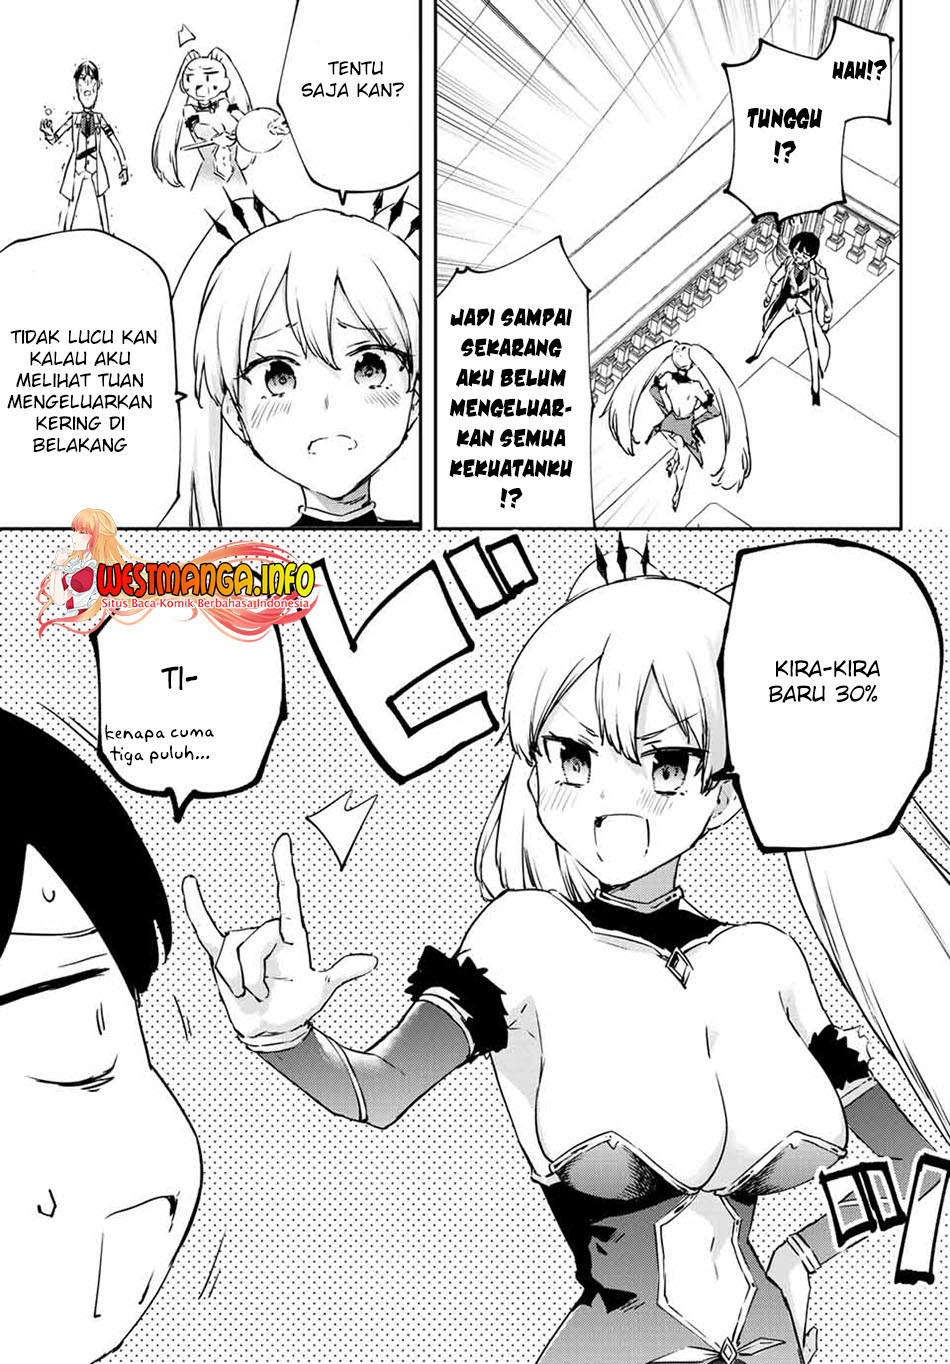 HAH!?
TUNGGU
!?
JADI SAMPAI
SEKARANG
AKU BELUM
MENGELUAR-
KAN SEMUA
KEKUATANKU
!?
TENTU
SAJA KAN?
TIDAK LUCU KAN
KALAU AKU
MELIHAT TUAN
MENGELUARKAN
KERING DI
BELAKANG
KIRA-KIRA
BARU 30%
ビ
WESTMANGA.INFO
Situs Baca Komik Berbahasa Indonesia
TI-
kenapa cuma
tiga puluh...